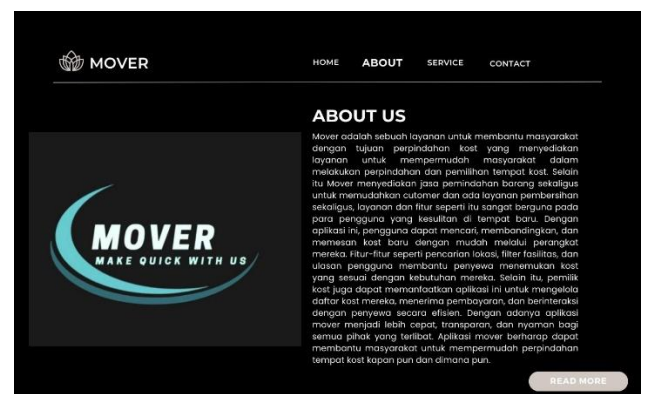 MOVER
HOME ABOUT SERVICE CONTACT
ABOUT US
Mover adalah sebuah layanan untuk membantu masyarakat
dengan tujuan perpindahan kost yang menyediakan
layanan untuk mempermudah masyarakat dalam
melakukan perpindahan dan pemilihan tempat kost. Selain
itu Mover menyediakan jasa pemindahan barang sekaligus
untuk memudahkan cutomer dan ada layanan pembersihan
sekaligus, layanan dan fitur seperti itu sangat berguna pada
para pengguna yang kesulitan di tempat baru. Dengan
aplikasi ini, pengguna dapat mencari, membandingkan, dan
memesan kost baru dengan mudah melalui perangkat
mereka. Fitur-fitur seperti pencarian lokasi, filter fasilitas, dan
ulasan pengguna membantu penyewa menemukan kost
yang sesuai dengan kebutuhan mereka. Selain itu, pemilik
kost juga dapat memanfaatkan aplikasi ini untuk mengelola
daftar kost mereka, menerima pembayaran, dan berinteraksi
dengan penyewa secara efisien. Dengan adanya aplikasi
mover menjadi lebih cepat, transparan, dan nyaman bagi
semua pihak yang terlibat. Aplikasi mover berharap dapat
membantu masyarakat untuk mempermudah perpindahan
tempat kost kapan pun dan dimana pun.
MOVER
MAKE QUICK WITH US
READ MORE